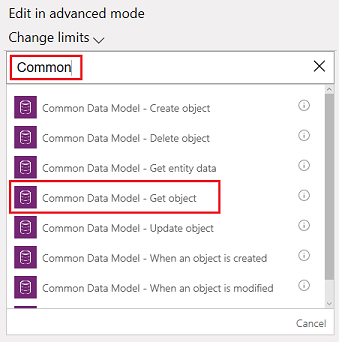 Edit in advanced mode
Change limits
Common
Common Data Model - Create object
Common Data Model - Delete object
Common Data Model - Get entity data
Common Data Model - Get object
Common Data Model - Update object
Common Data Model - When an object is created
Common Data Model - When an object is modified
Cancel